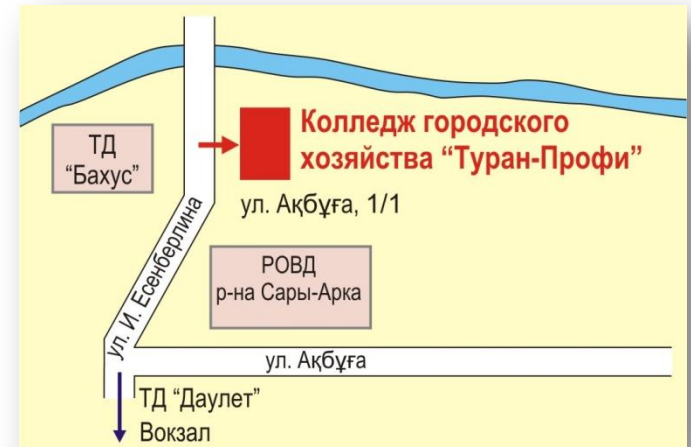 ТД
“Бахус”
Колледж городского
хозяйства “Туран-Профи”
ул. Ақбұға, 1/1
ул. И. Есенберлина
РОВД
р-на Сары-Арка
ул. Ақбұға
ТД “Даулет”
Вокзал